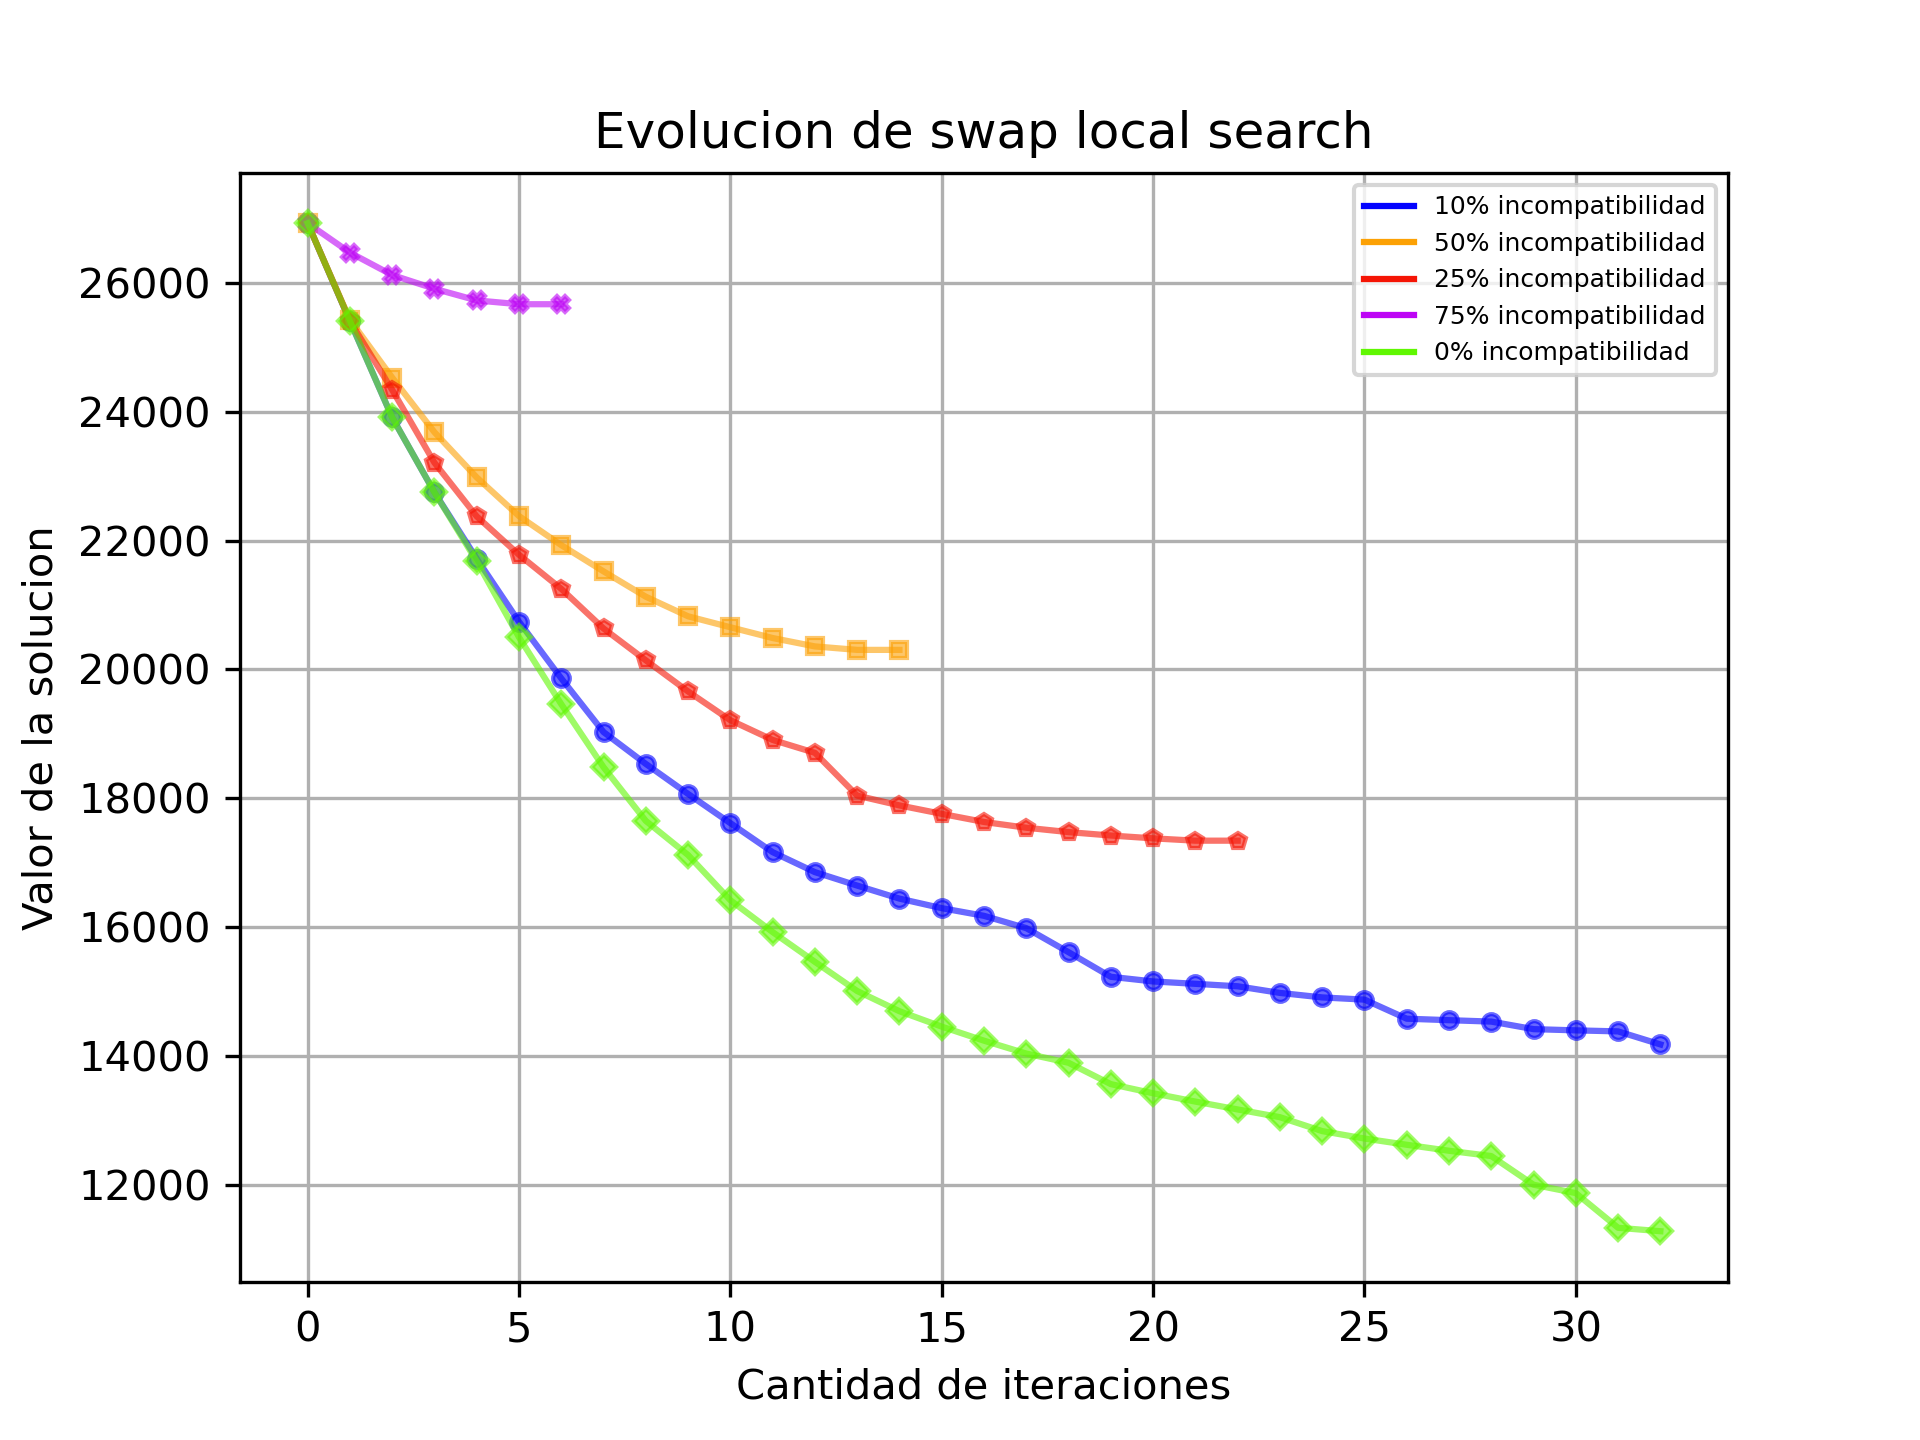 Evolucion de swap local search
10% incompatibilidad
50% incompatibilidad
25% incompatibilidad
75% incompatibilidad
0% incompatibilidad
Valor de la solucion
26000
24000
22000
20000
18000
16000
14000
12000
0 5 10 15 20 25 30
Cantidad de iteraciones